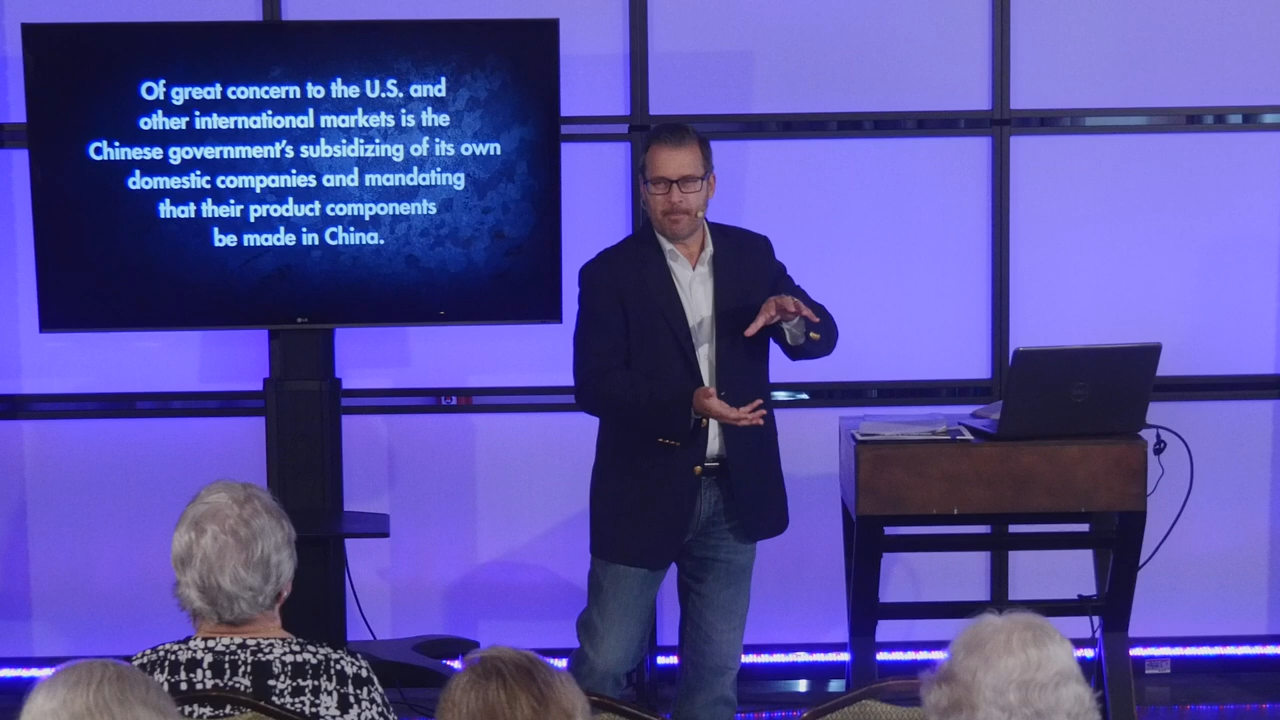 Of great concern to the U.S. and
other international markets is the
Chinese government's subsidizing of its own
domestic companies and mandating
that their product components
be made in China.
LG